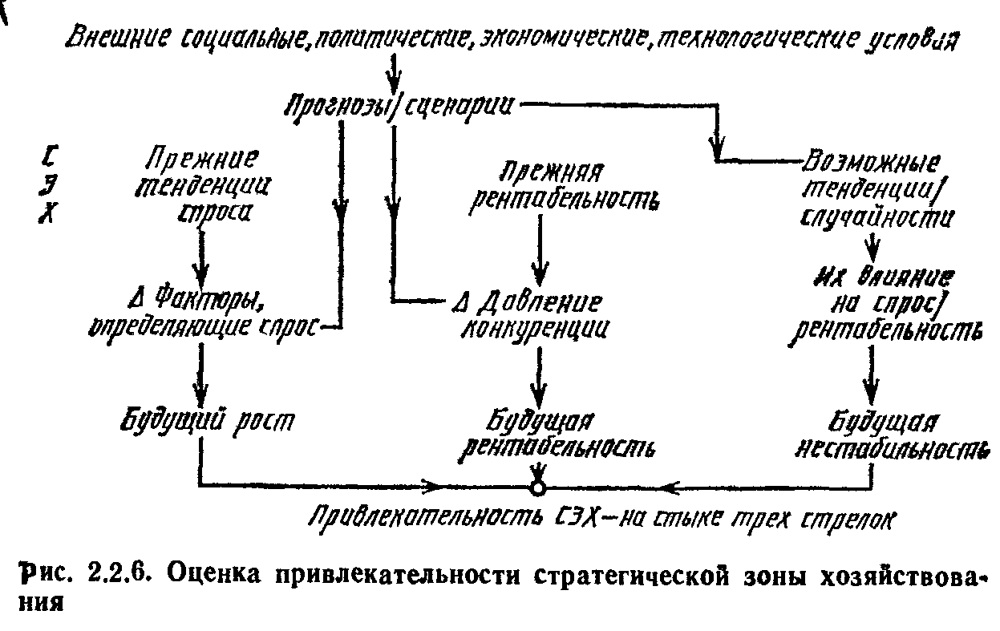 Внешние социальные, политические, экономические, технологические условия
Прогнозы/сценарии
С
Э
Х
Прежние
тенденции
спроса
Прежняя
рентабельность
Возможные
тенденции/
случайности
Δ Факторы,
определяющие спрос
Δ Давление
конкуренции
Их влияние
на спрос/
рентабельность
Будущий рост
Будущая
рентабельность
Будущая
нестабильность
Привлекательность СЭХ—на стыке трех стрелок
Рис. 2.2.6. Оценка привлекательности стратегической зоны хозяйствова-
ния